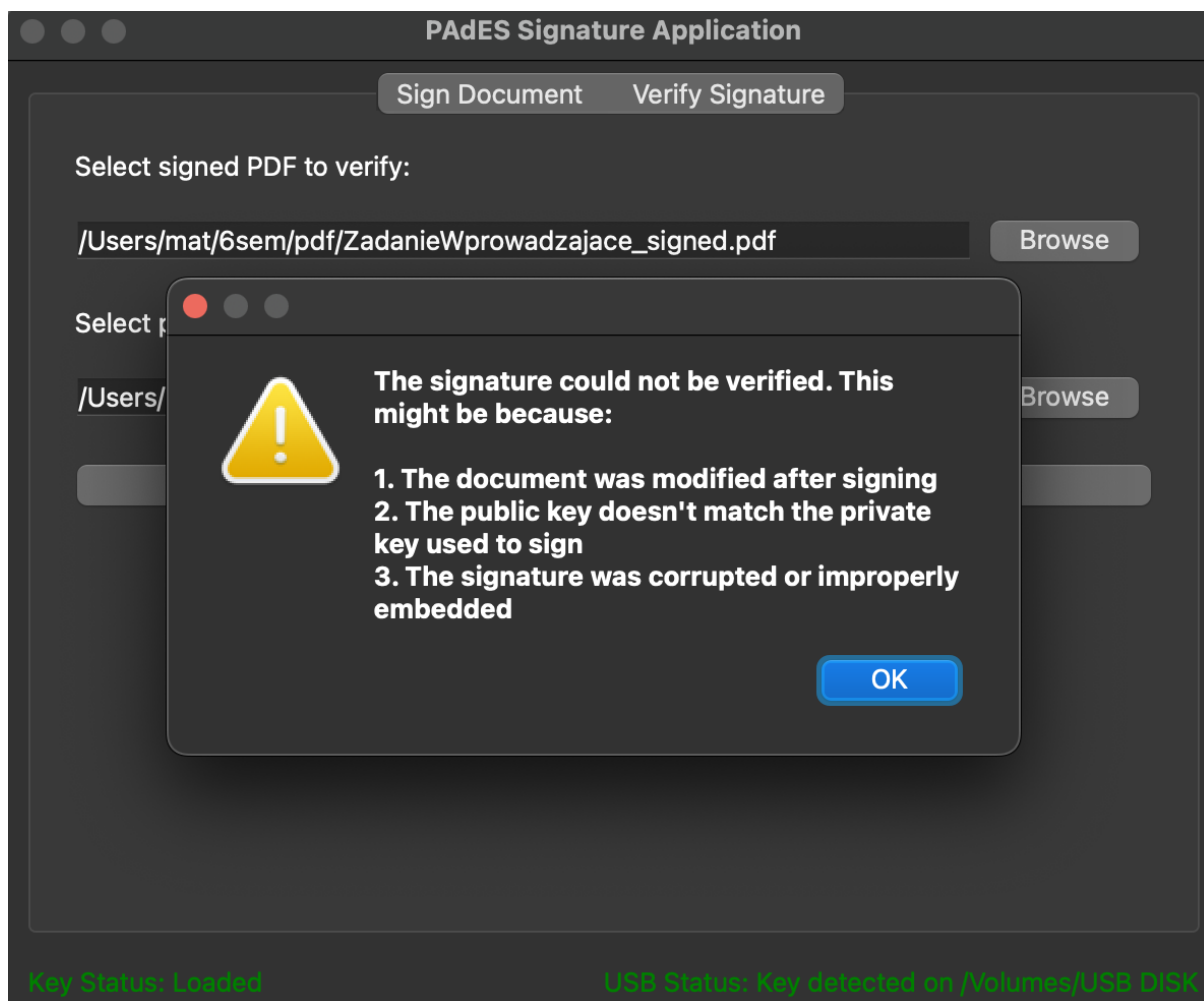 PAdES Signature Application
Sign Document Verify Signature
Select signed PDF to verify:
/Users/mat/6sem/pdf/ZadanieWprowadzajace_signed.pdf Browse
Select
/Users/ Browse
The signature could not be verified. This
might be because:
1. The document was modified after signing
2. The public key doesn't match the private
key used to sign
3. The signature was corrupted or improperly
embedded
OK
Key Status: Loaded USB Status: Key detected on /Volumes/USB DISK